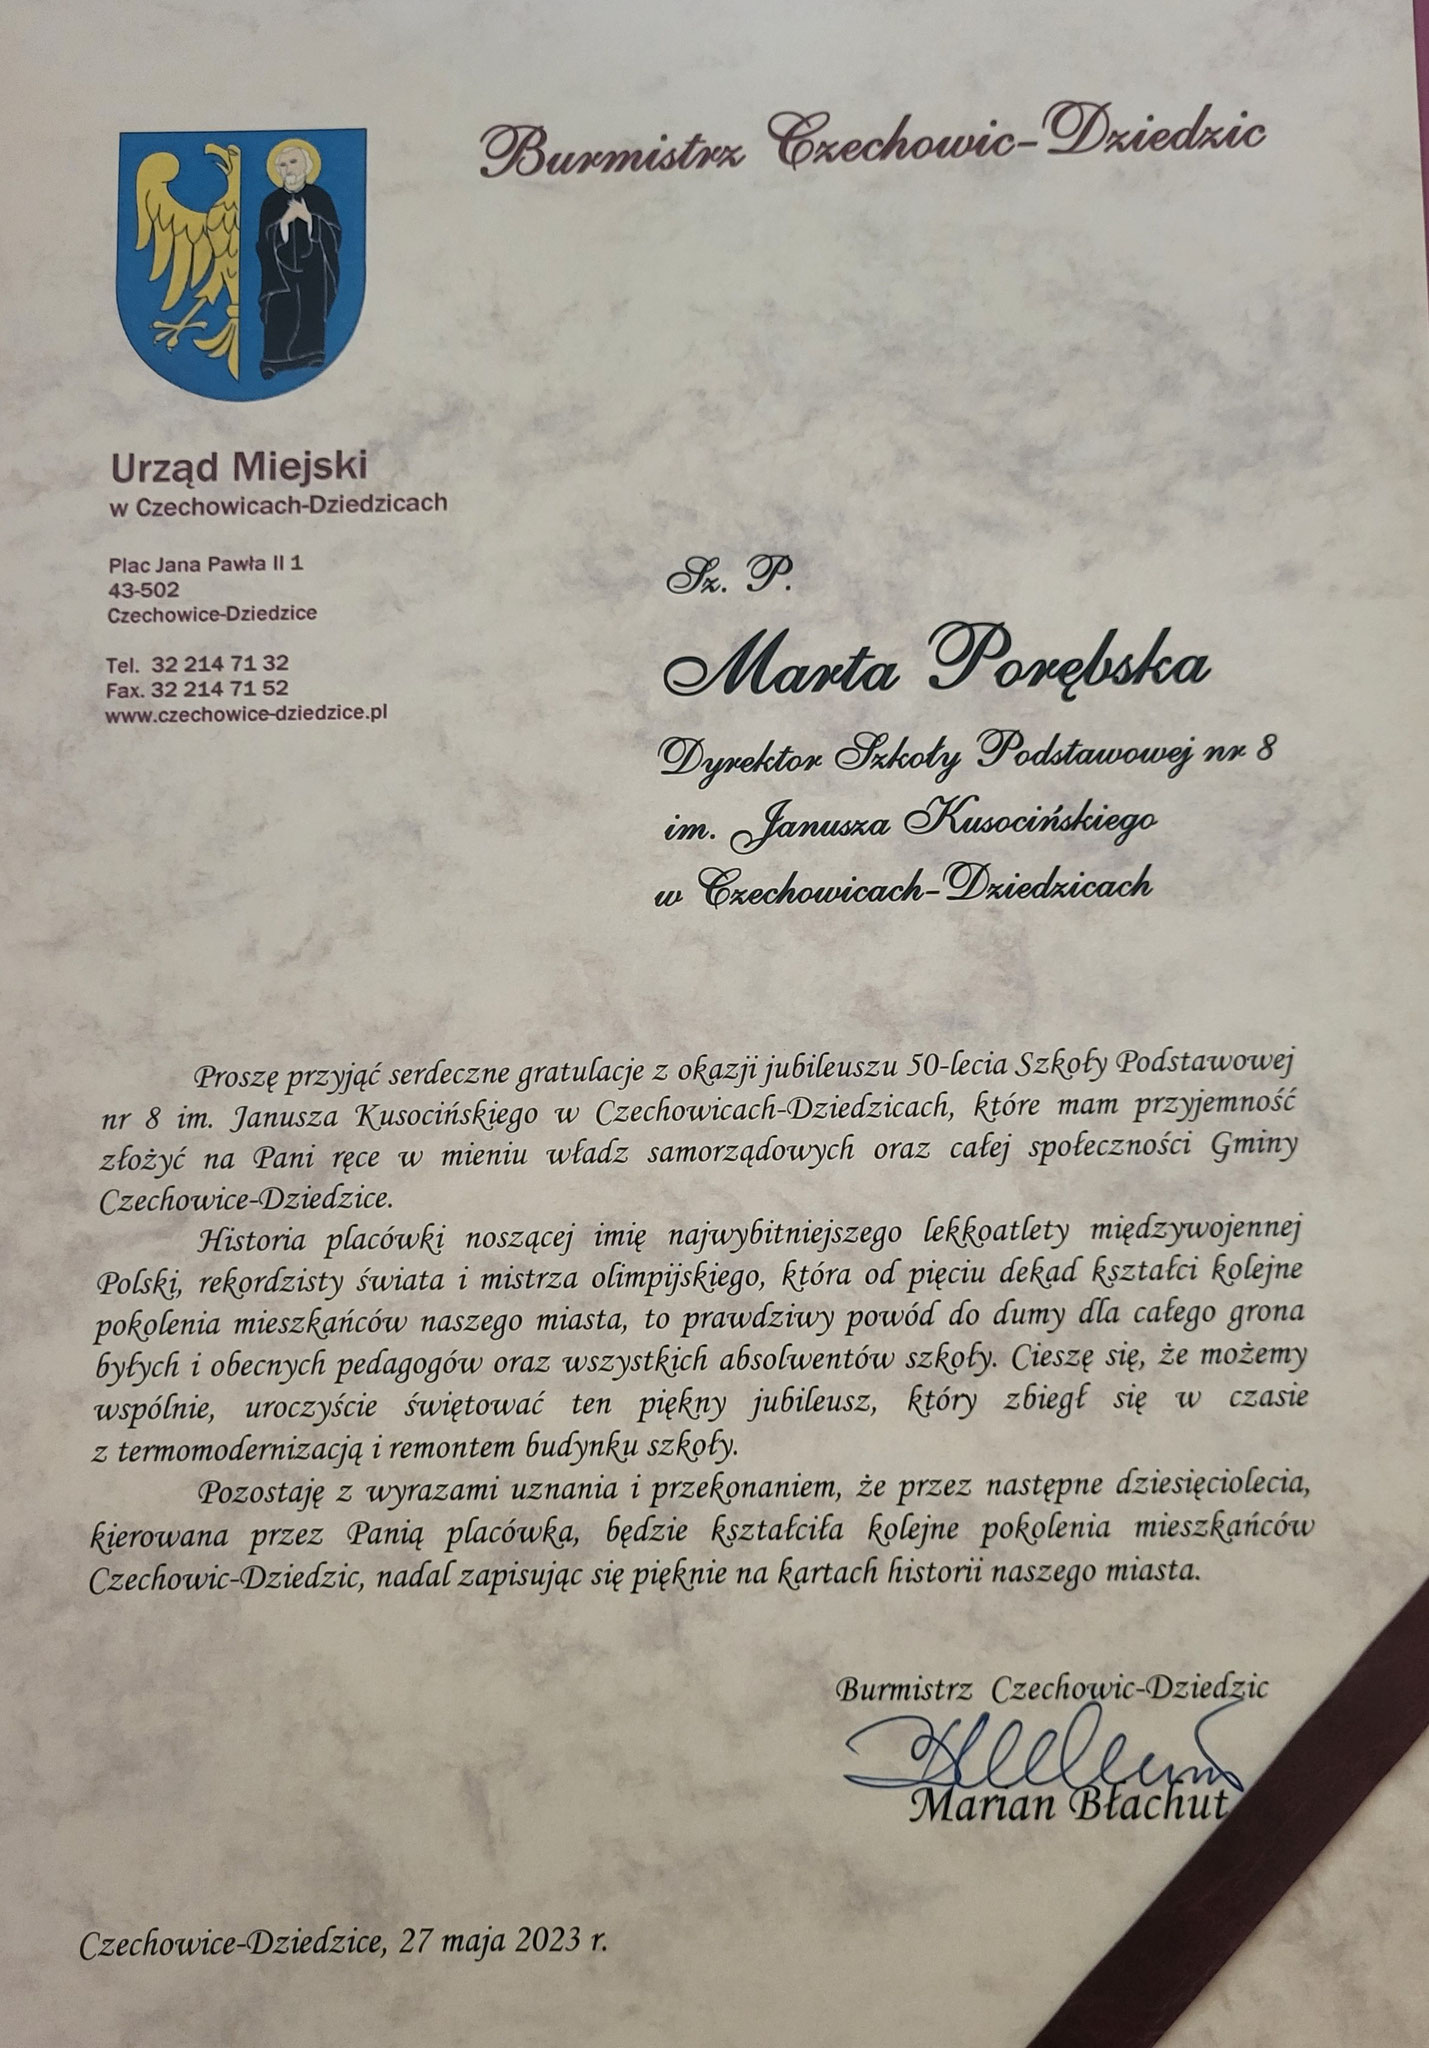 Burmistrz Czechowic-Dziedzic
Urząd Miejski
w Czechowicach-Dziedzicach
Plac Jana Pawła II 1
43-502
Czechowice-Dziedzice
Tel. 32 214 71 32
Fax. 32 214 71 52
www.czechowice-dziedzice.pl
Sz. P.
Marta Porębska
Dyrektor Szkoły Podstawowej nr 8
im. Janusza Kusocińskiego
w Czechowicach-Dziedzicach
Proszę przyjąć serdeczne gratulacje z okazji jubileuszu 50-lecia Szkoły Podstawowej
nr 8 im. Janusza Kusocińskiego w Czechowicach-Dziedzicach, które mam przyjemność
złożyć na Pani ręce w mieniu władz samorządowych oraz całej społeczności Gminy
Czechowice-Dziedzice.
Historia placówki noszącej imię najwybitniejszego lekkoatlety międzywojennej
Polski, rekordzisty świata i mistrza olimpijskiego, która od pięciu dekad kształci kolejne
pokolenia mieszkańców naszego miasta, to prawdziwy powód do dumy dla całego grona
byłych i obecnych pedagogów oraz wszystkich absolwentów szkoły. Cieszę się, że możemy
wspólnie, uroczyście świętować ten piękny jubileusz, który zbiegł się w czasie
z termomodernizacją i remontem budynku szkoły.
Pozostaję z wyrazami uznania i przekonaniem, że przez następne dziesięciolecia,
kierowana przez Panią placówka, będzie kształciła kolejne pokolenia mieszkańców
Czechowic-Dziedzic, nadal zapisując się pięknie na kartach historii naszego miasta.
Burmistrz Czechowic-Dziedzic
Marian Błachut
Czechowice-Dziedzice, 27 maja 2023 r.